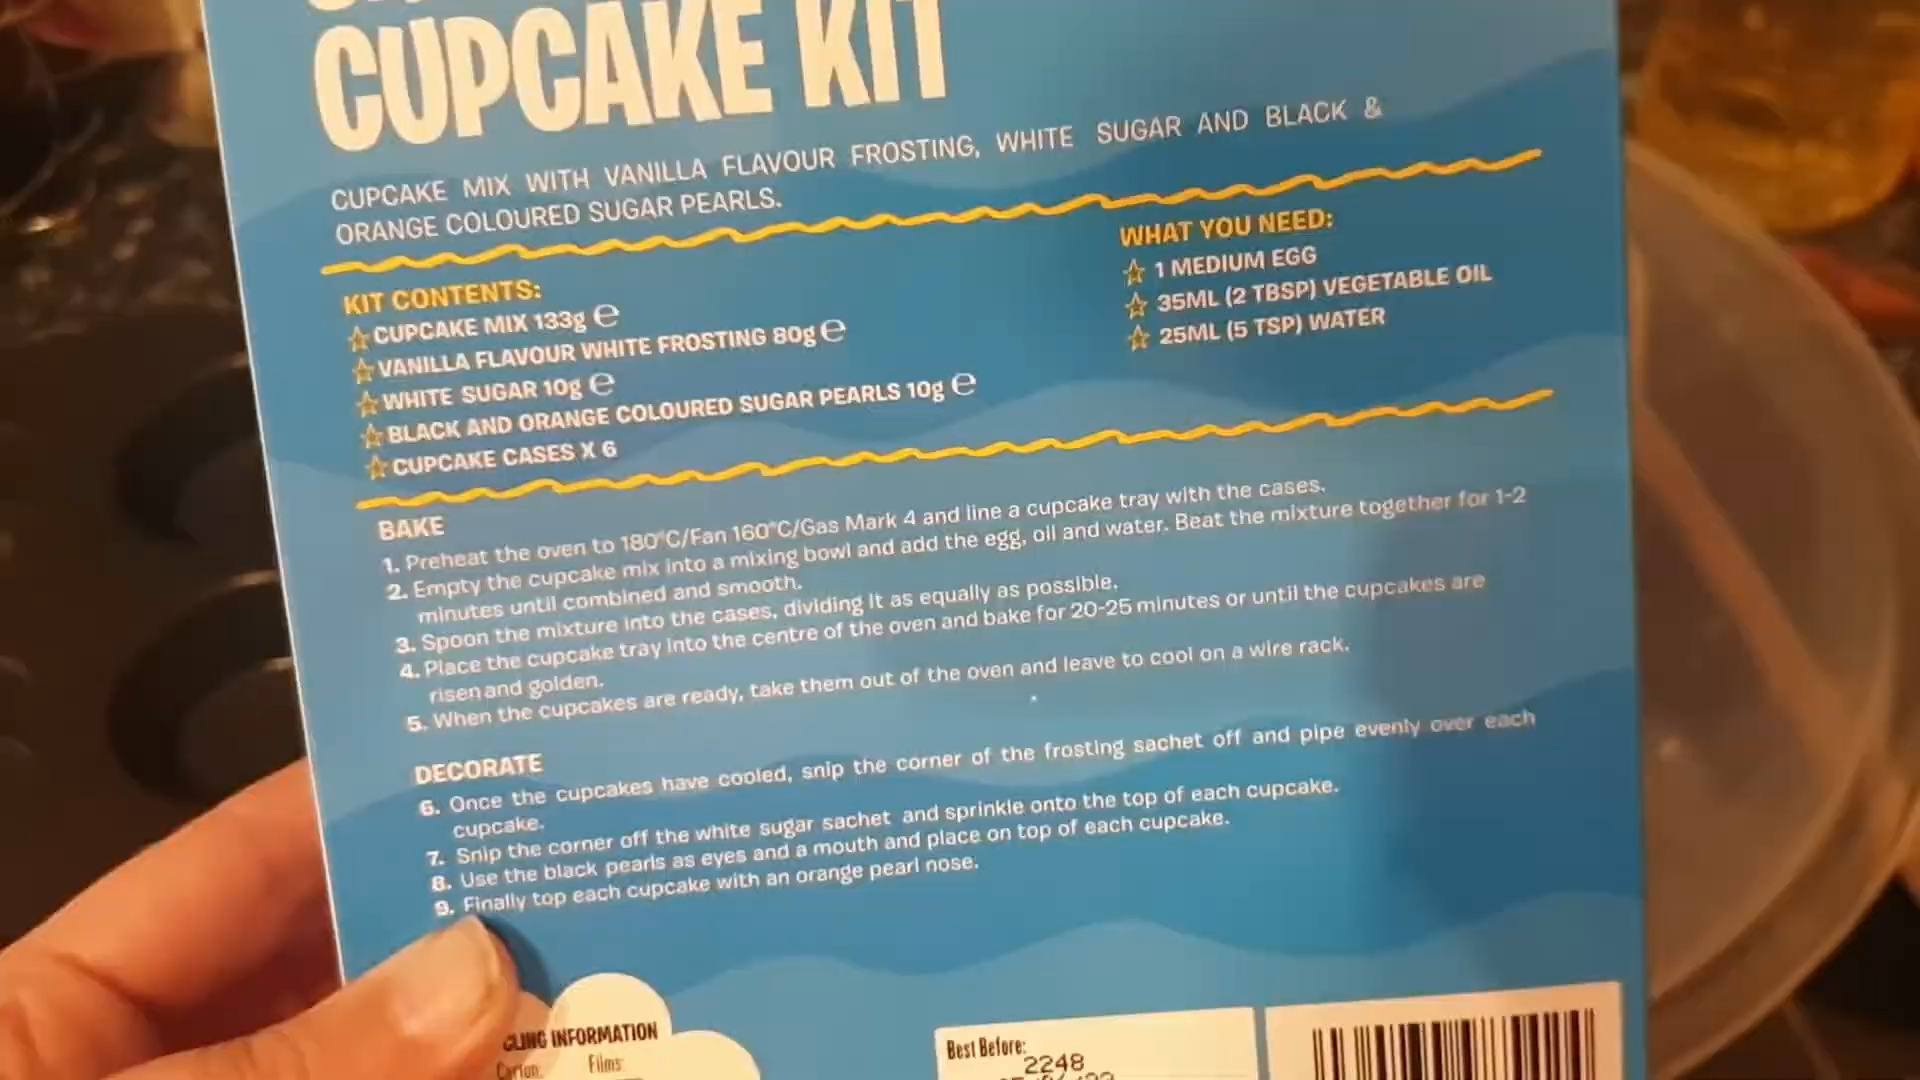 CUPCAKE KIT
CUPCAKE MIX WITH VANILLA FLAVOUR FROSTING, WHITE SUGAR AND BLACK &
ORANGE COLOURED SUGAR PEARLS.
KIT CONTENTS:
CUPCAKE MIX 133g ℮
VANILLA FLAVOUR WHITE FROSTING 80g ℮
WHITE SUGAR 10g ℮
BLACK AND ORANGE COLOURED SUGAR PEARLS 10g ℮
CUPCAKE CASES X 6
WHAT YOU NEED:
1 MEDIUM EGG
35ML (2 TBSP) VEGETABLE OIL
25ML (5 TSP) WATER
BAKE
1. Preheat the oven to 180°C/Fan 160°C/Gas Mark 4 and line a cupcake tray with the cases.
2. Empty the cupcake mix into a mixing bowl and add the egg, oil and water. Beat the mixture together for 1-2
minutes until combined and smooth.
3. Spoon the mixture into the cases, dividing it as equally as possible.
4. Place the cupcake tray into the centre of the oven and bake for 20-25 minutes or until the cupcakes are
risen and golden.
5. When the cupcakes are ready, take them out of the oven and leave to cool on a wire rack.
DECORATE
6. Once the cupcakes have cooled, snip the corner of the frosting sachet off and pipe evenly over each
cupcake.
7. Snip the corner off the white sugar sachet and sprinkle onto the top of each cupcake.
8. Use the black pearls as eyes and a mouth and place on top of each cupcake.
9. Finally top each cupcake with an orange pearl nose.
CLING INFORMATION
Carton: Films:
Best Before:
2248